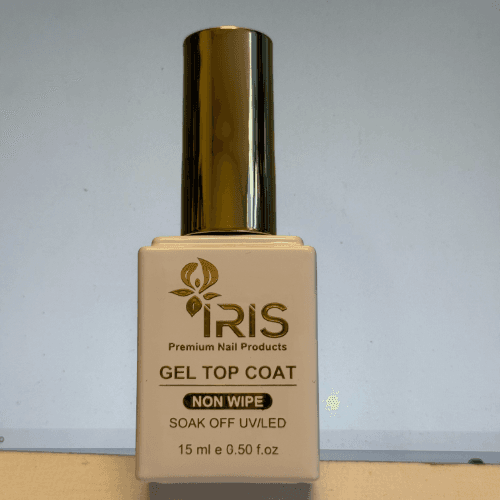 IRIS
Premium Nail Products
GEL TOP COAT
NON WIPE
SOAK OFF UV/LED
15 ml e 0.50 f.oz